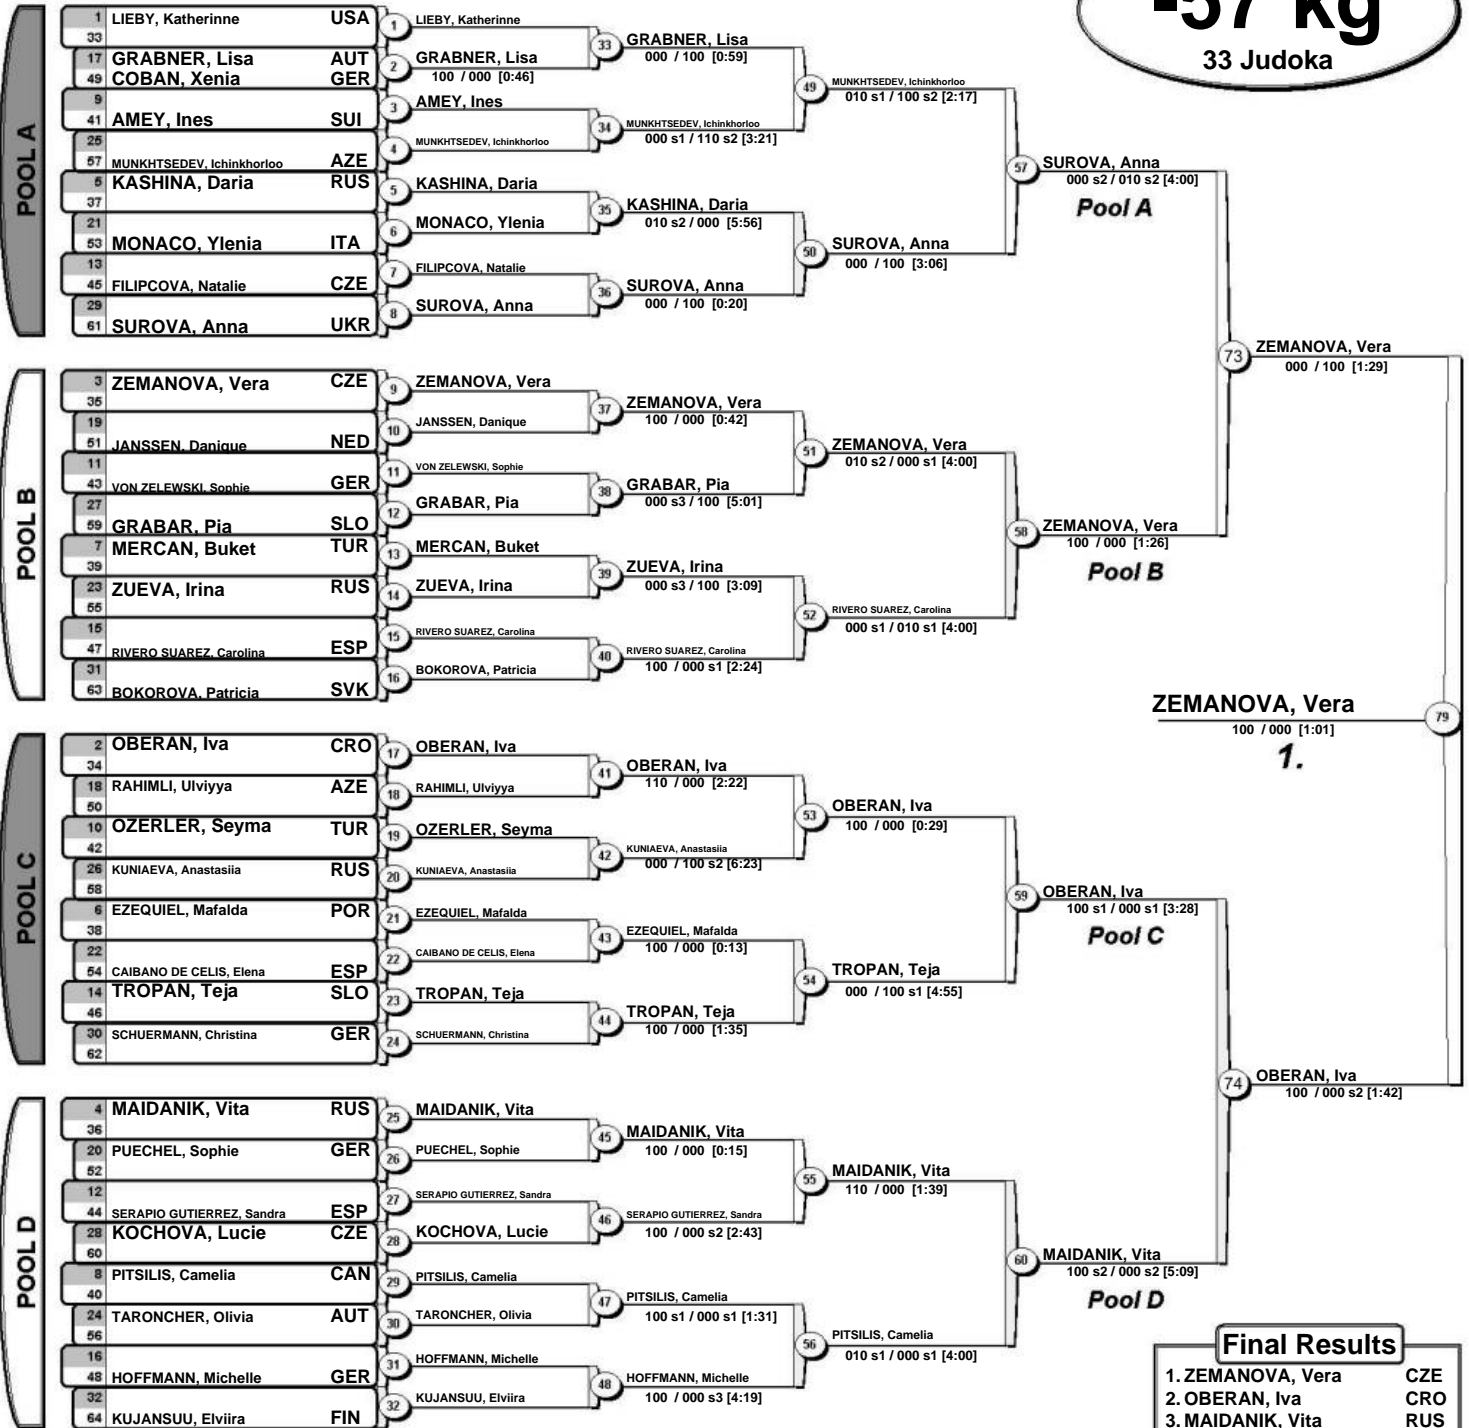 -57 kg
33 Judoka
POOL A
1 LIEBY, Katherinne USA
33
17 GRABNER, Lisa AUT
49 COBAN, Xenia GER
9
41 AMEY, Ines SUI
25
57 MUNKHTSEDEV, Ichinkhorloo AZE
5 KASHINA, Daria RUS
37
21
53 MONACO, Ylenia ITA
13
45 FILIPCOVA, Natalie CZE
29
61 SUROVA, Anna UKR
1 LIEBY, Katherinne
2 GRABNER, Lisa
100 / 000 [0:46]
3 AMEY, Ines
4 MUNKHTSEDEV, Ichinkhorloo
5 KASHINA, Daria
6 MONACO, Ylenia
7 FILIPCOVA, Natalie
8 SUROVA, Anna
33 GRABNER, Lisa
000 / 100 [0:59]
34 MUNKHTSEDEV, Ichinkhorloo
000 s1 / 110 s2 [3:21]
35 KASHINA, Daria
010 s2 / 000 [5:56]
36 SUROVA, Anna
000 / 100 [0:20]
49 MUNKHTSEDEV, Ichinkhorloo
010 s1 / 100 s2 [2:17]
50 SUROVA, Anna
000 / 100 [3:06]
57 SUROVA, Anna
000 s2 / 010 s2 [4:00]
Pool A
POOL B
3 ZEMANOVA, Vera CZE
35
19
51 JANSSEN, Danique NED
11
43 VON ZELEWSKI, Sophie GER
27
59 GRABAR, Pia SLO
7 MERCAN, Buket TUR
39
23 ZUEVA, Irina RUS
55
15
47 RIVERO SUAREZ, Carolina ESP
31
63 BOKOROVA, Patricia SVK
9 ZEMANOVA, Vera
10 JANSSEN, Danique
11 VON ZELEWSKI, Sophie
12 GRABAR, Pia
13 MERCAN, Buket
14 ZUEVA, Irina
15 RIVERO SUAREZ, Carolina
16 BOKOROVA, Patricia
37 ZEMANOVA, Vera
100 / 000 [0:42]
38 GRABAR, Pia
000 s3 / 100 [5:01]
39 ZUEVA, Irina
000 s3 / 100 [3:09]
40 RIVERO SUAREZ, Carolina
100 / 000 s1 [2:24]
51 ZEMANOVA, Vera
010 s2 / 000 s1 [4:00]
52 RIVERO SUAREZ, Carolina
000 s1 / 010 s1 [4:00]
58 ZEMANOVA, Vera
100 / 000 [1:26]
Pool B
73 ZEMANOVA, Vera
000 / 100 [1:29]
ZEMANOVA, Vera 79
100 / 000 [1:01]
1.
POOL C
2 OBERAN, Iva CRO
34
18 RAHIMLI, Ulviyya AZE
50
10 OZERLER, Seyma TUR
42
26 KUNIAEVA, Anastasiia RUS
58
6 EZEQUIEL, Mafalda POR
38
22
54 CAIBANO DE CELIS, Elena ESP
14 TROPAN, Teja SLO
46
30 SCHUERMANN, Christina GER
62
17 OBERAN, Iva
18 RAHIMLI, Ulviyya
19 OZERLER, Seyma
20 KUNIAEVA, Anastasiia
21 EZEQUIEL, Mafalda
22 CAIBANO DE CELIS, Elena
23 TROPAN, Teja
24 SCHUERMANN, Christina
41 OBERAN, Iva
110 / 000 [2:22]
42 KUNIAEVA, Anastasiia
000 / 100 s2 [6:23]
43 EZEQUIEL, Mafalda
100 / 000 [0:13]
44 TROPAN, Teja
100 / 000 [1:35]
53 OBERAN, Iva
100 / 000 [0:29]
54 TROPAN, Teja
000 / 100 s1 [4:55]
59 OBERAN, Iva
100 s1 / 000 s1 [3:28]
Pool C
74 OBERAN, Iva
100 / 000 s2 [1:42]
POOL D
4 MAIDANIK, Vita RUS
36
20 PUECHEL, Sophie GER
52
12
44 SERAPIO GUTIERREZ, Sandra ESP
28 KOCHOVA, Lucie CZE
60
8 PITSILIS, Camelia CAN
40
24 TARONCHER, Olivia AUT
56
16
48 HOFFMANN, Michelle GER
32
64 KUJANSUU, Elviira FIN
25 MAIDANIK, Vita
26 PUECHEL, Sophie
27 SERAPIO GUTIERREZ, Sandra
28 KOCHOVA, Lucie
29 PITSILIS, Camelia
30 TARONCHER, Olivia
31 HOFFMANN, Michelle
32 KUJANSUU, Elviira
45 MAIDANIK, Vita
100 / 000 [0:15]
46 SERAPIO GUTIERREZ, Sandra
100 / 000 s2 [2:43]
47 PITSILIS, Camelia
100 s1 / 000 s1 [1:31]
48 HOFFMANN, Michelle
100 / 000 s3 [4:19]
55 MAIDANIK, Vita
110 / 000 [1:39]
56 PITSILIS, Camelia
010 s1 / 000 s1 [4:00]
60 MAIDANIK, Vita
100 s2 / 000 s2 [5:09]
Pool D
Final Results
1. ZEMANOVA, Vera CZE
2. OBERAN, Iva CRO
3. MAIDANIK, Vita RUS